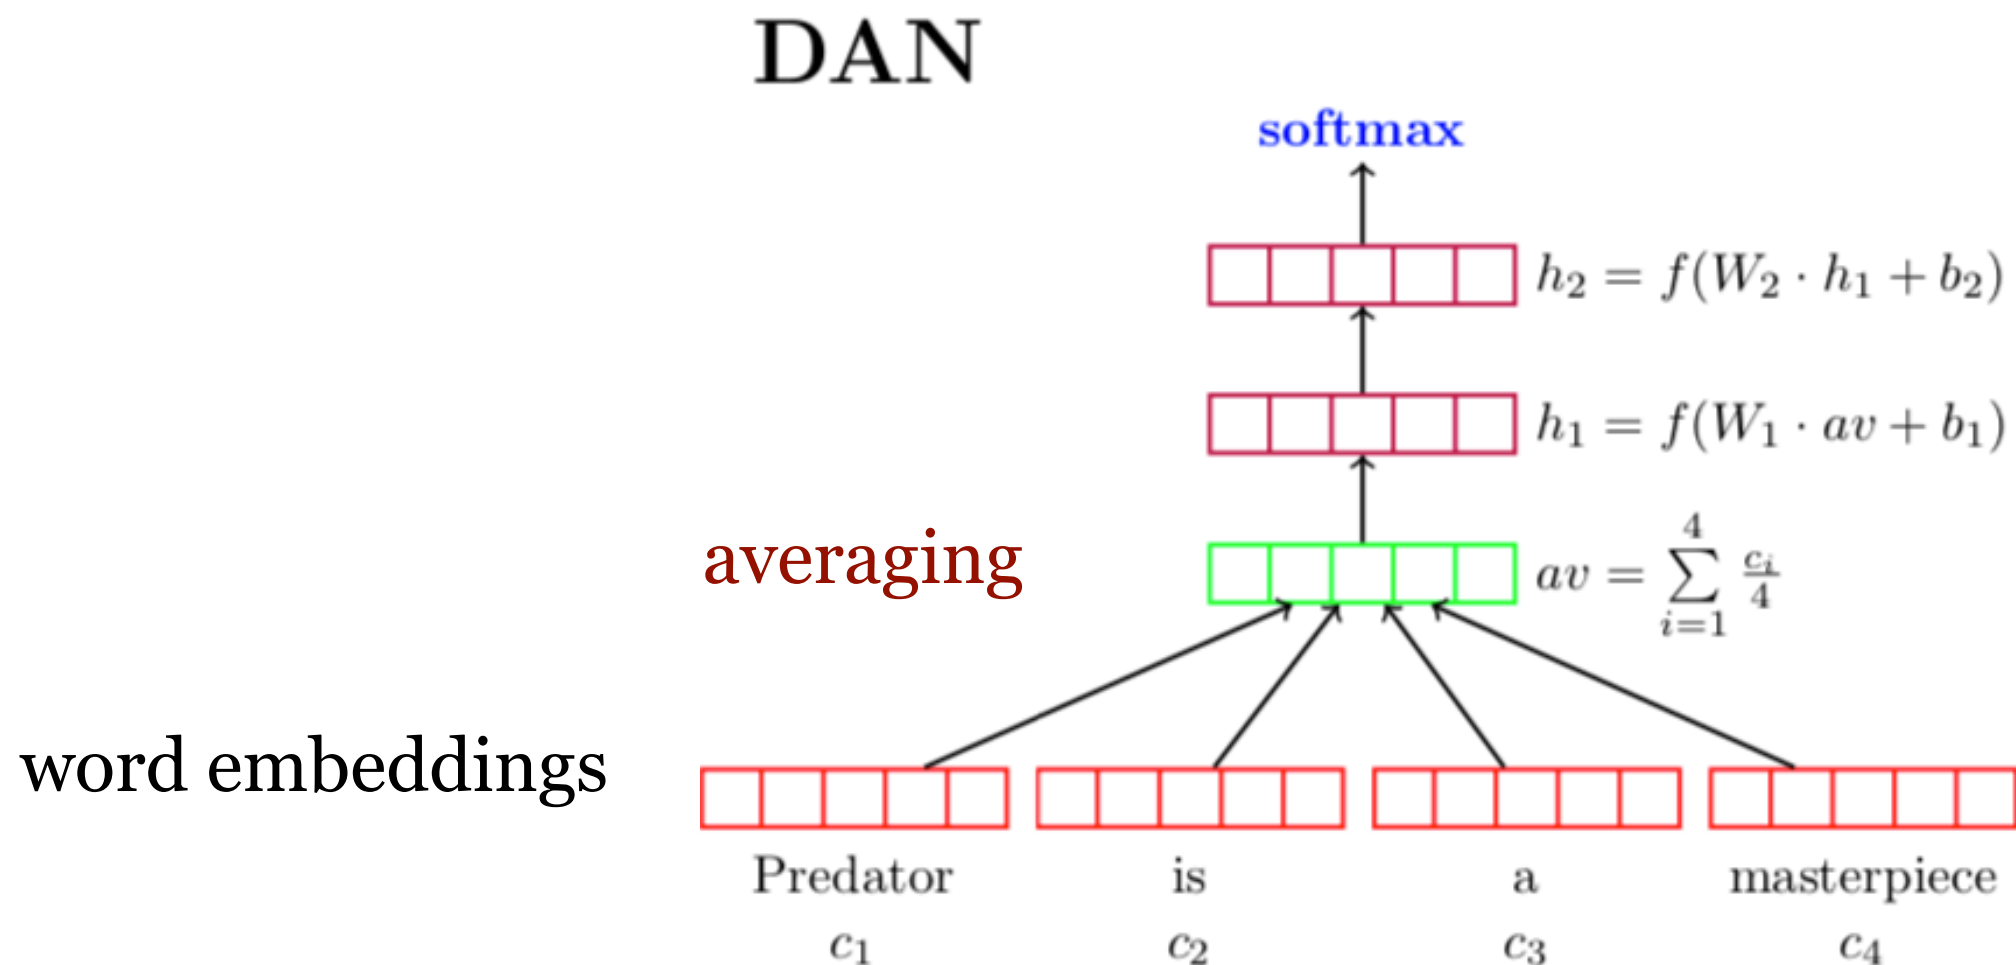 DAN
softmax
h₂ = f(W₂ · h₁ + b₂)
h₁ = f(W₁ · av + b₁)
averaging
av = ∑_{i=1}^{4} c_i/4
word embeddings
Predator is a masterpiece
c₁ c₂ c₃ c₄